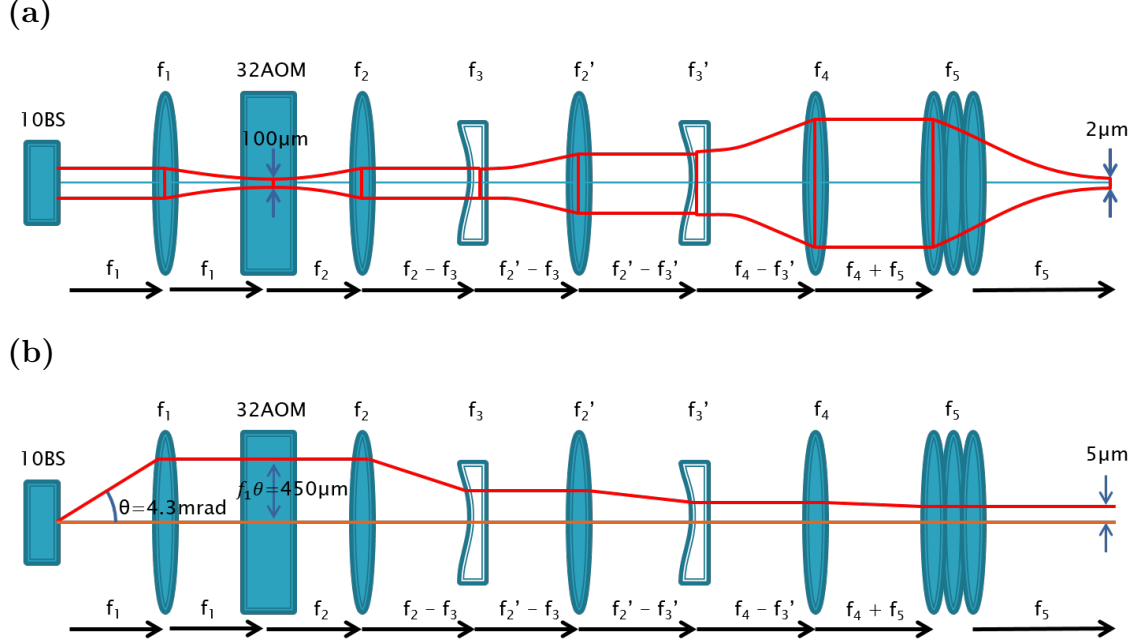 (a)
f₁ 32AOM f₂ f₃ f₂' f₃' f₄ f₅
10BS
100μm
2μm
f₁ f₁ f₂ f₂ – f₃ f₂' – f₃ f₂' – f₃' f₄ – f₃' f₄ + f₅ f₅
(b)
f₁ 32AOM f₂ f₃ f₂' f₃' f₄ f₅
10BS
5μm
f₁θ=450μm
θ=4.3mrad
f₁ f₁ f₂ f₂ – f₃ f₂' – f₃ f₂' – f₃' f₄ – f₃' f₄ + f₅ f₅